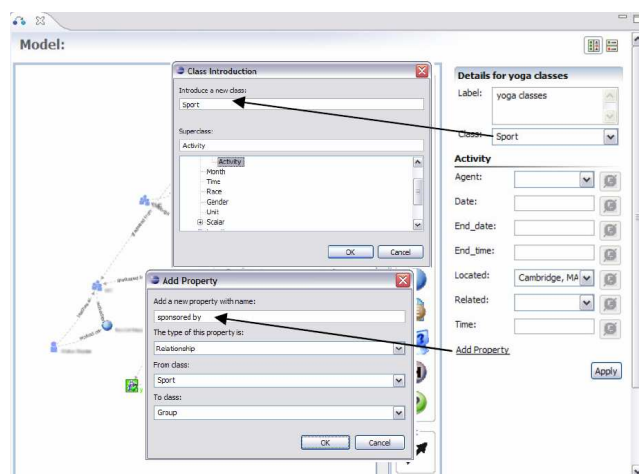 Model:
Class Introduction
Introduce a new class:
Sport
Superclass:
Activity
Activity
Month
Time
Race
Gender
Unit
Scalar
OK Cancel
Add Property
Add a new property with name:
sponsored by
The type of this property is:
Relationship
From class:
Sport
To class:
Group
OK Cancel
Details for yoga classes
Label: yoga classes
Class: Sport
Activity
Agent:
Date:
End_date:
End_time:
Located: Cambridge, MA
Related:
Time:
Add Property
Apply